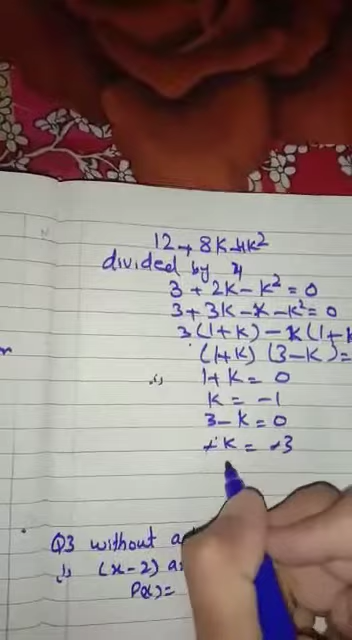 12 + 8K - 4K²
divided by 4
3 + 2K - K² = 0
3 + 3K - K - K² = 0
3(1+K) - K(1+K
(1+K) (3-K) =
1 + K = 0
K = -1
3 - K = 0
K = 3
Q3 without a
is (x-2) a
P(x) =